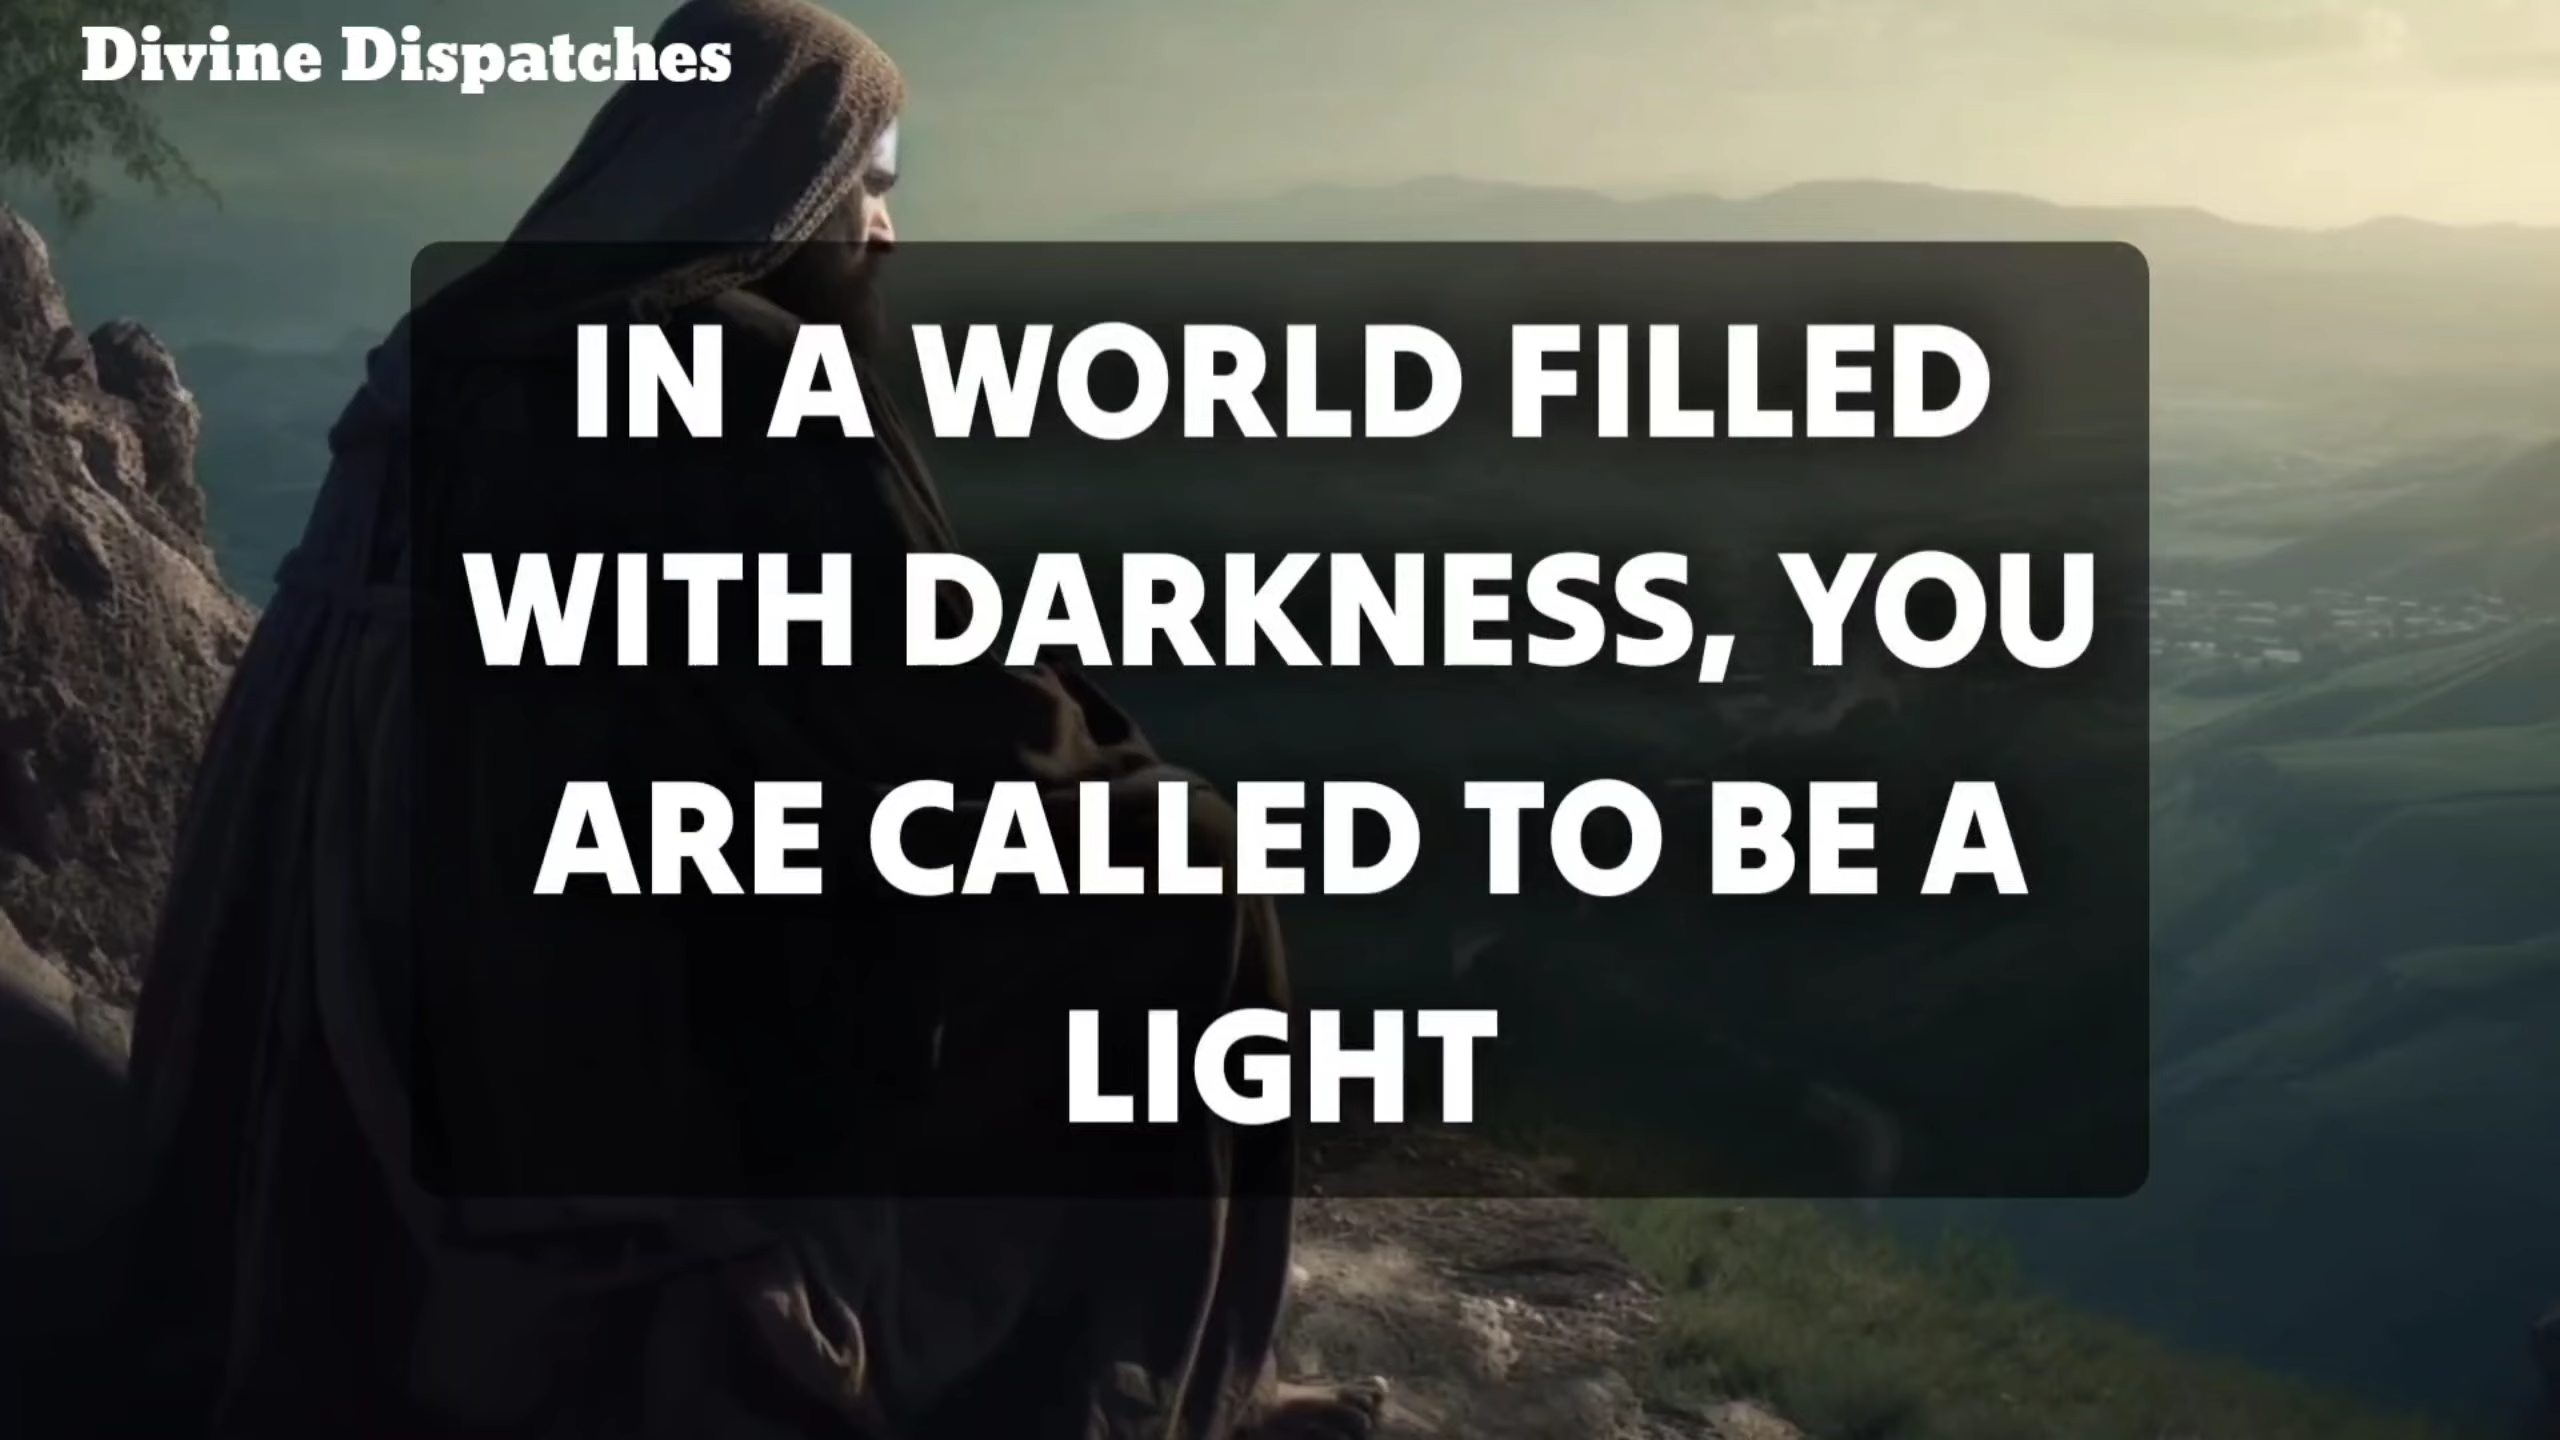 Divine Dispatches
IN A WORLD FILLED
WITH DARKNESS, YOU
ARE CALLED TO BE A
LIGHT